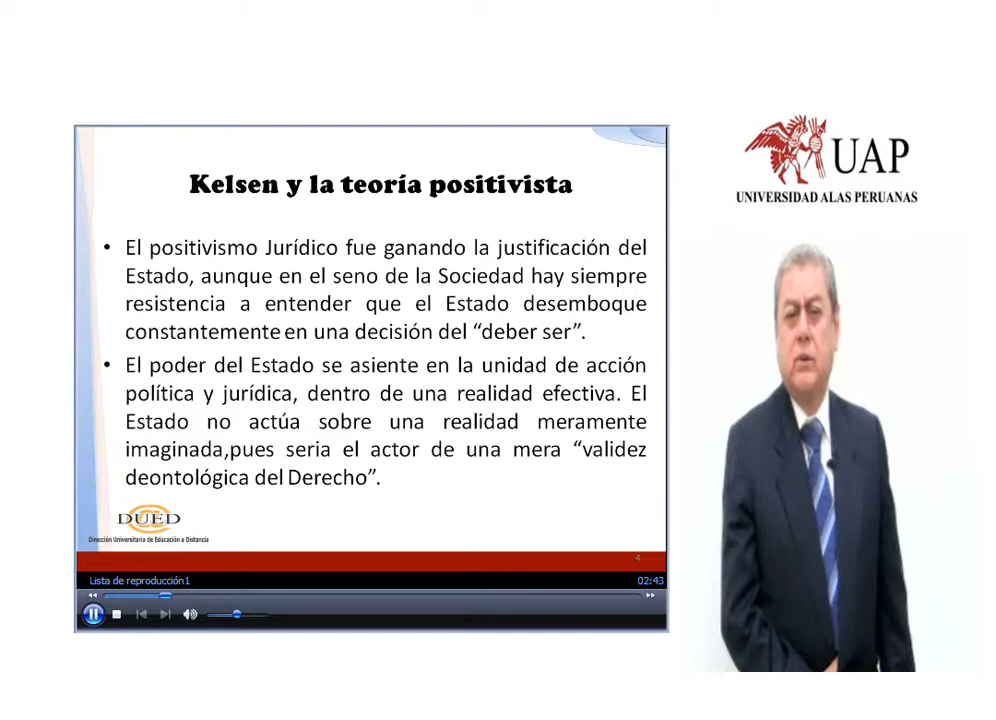 Kelsen y la teoría positivista
• El positivismo Jurídico fue ganando la justificación del
Estado, aunque en el seno de la Sociedad hay siempre
resistencia a entender que el Estado desemboque
constantemente en una decisión del “deber ser”.
• El poder del Estado se asiente en la unidad de acción
política y jurídica, dentro de una realidad efectiva. El
Estado no actúa sobre una realidad meramente
imaginada,pues seria el actor de una mera “validez
deontológica del Derecho”.
DUED
Dirección Universitaria de Educación a Distancia
4
Lista de reproducción1
02:43
UAP
UNIVERSIDAD ALAS PERUANAS